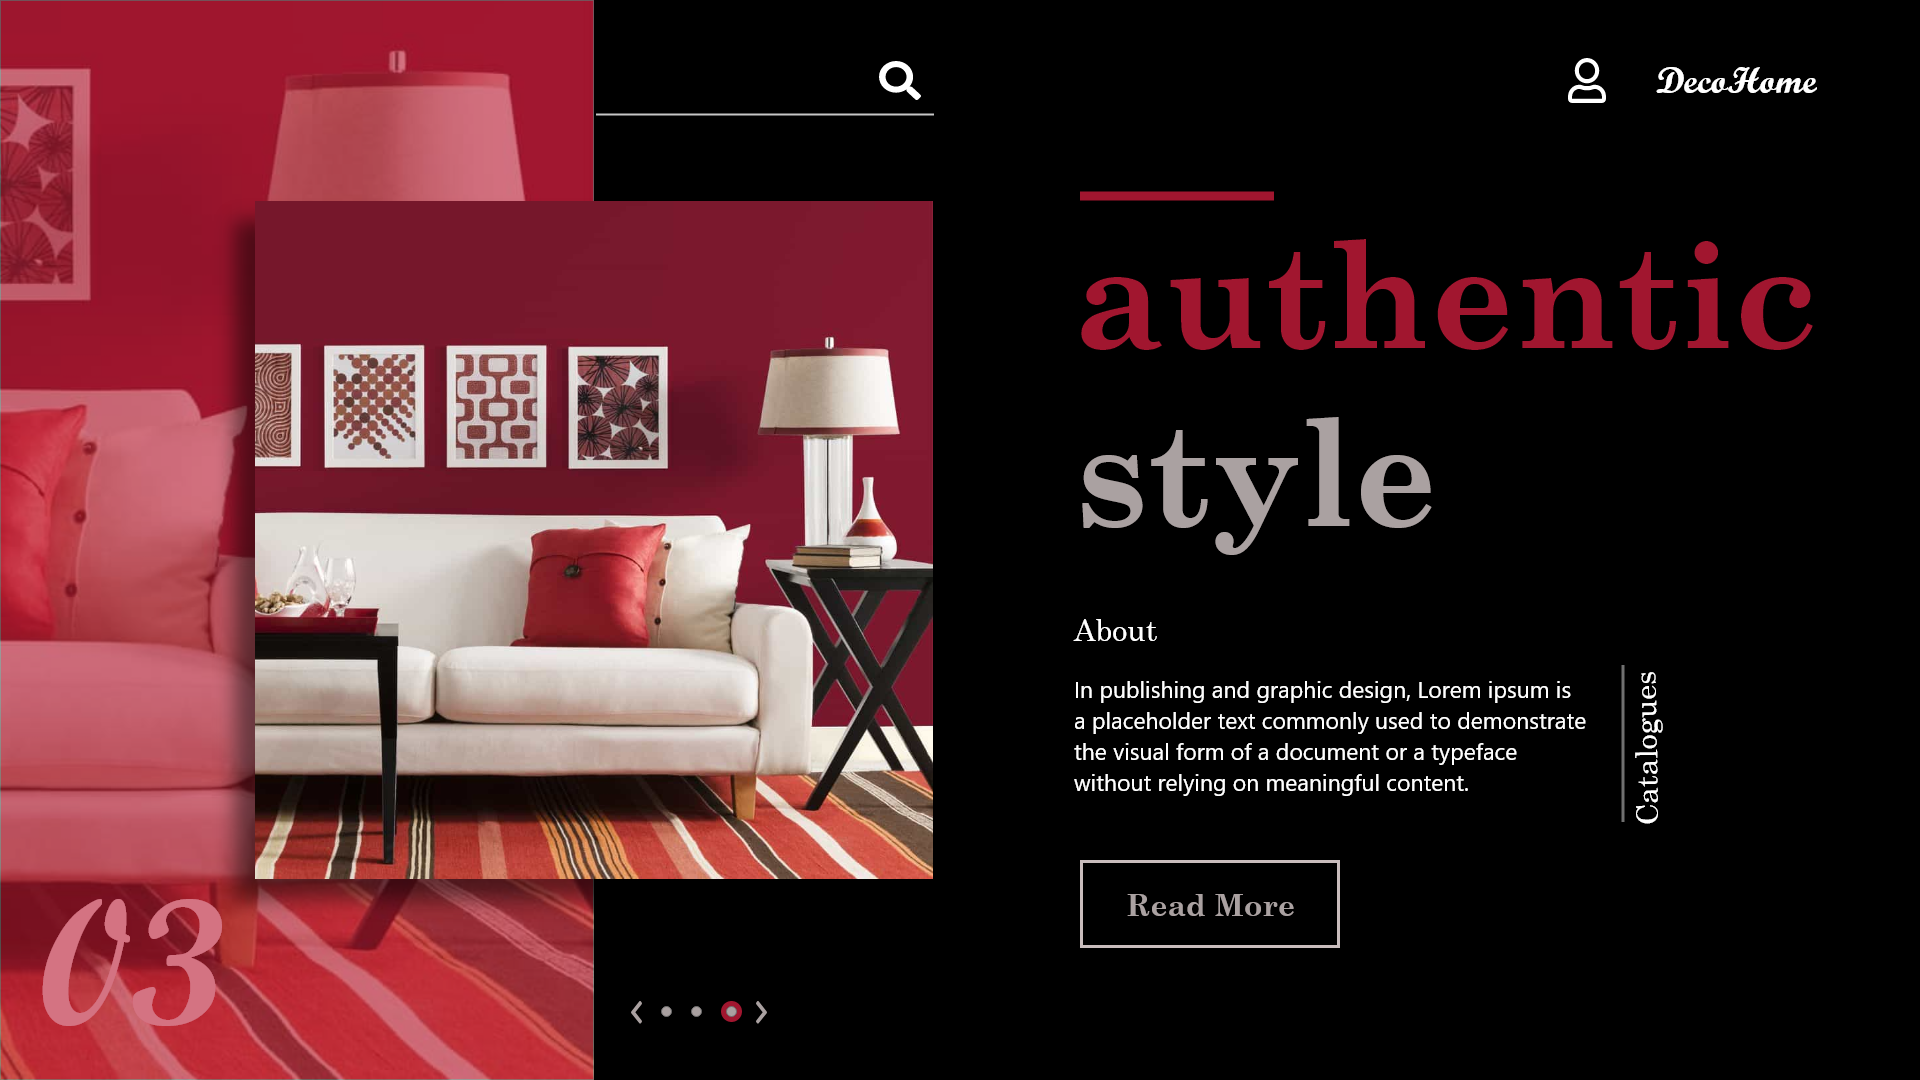 DecoHome
authentic
style
About
In publishing and graphic design, Lorem ipsum is
a placeholder text commonly used to demonstrate
the visual form of a document or a typeface
without relying on meaningful content.
Catalogues
Read More
03